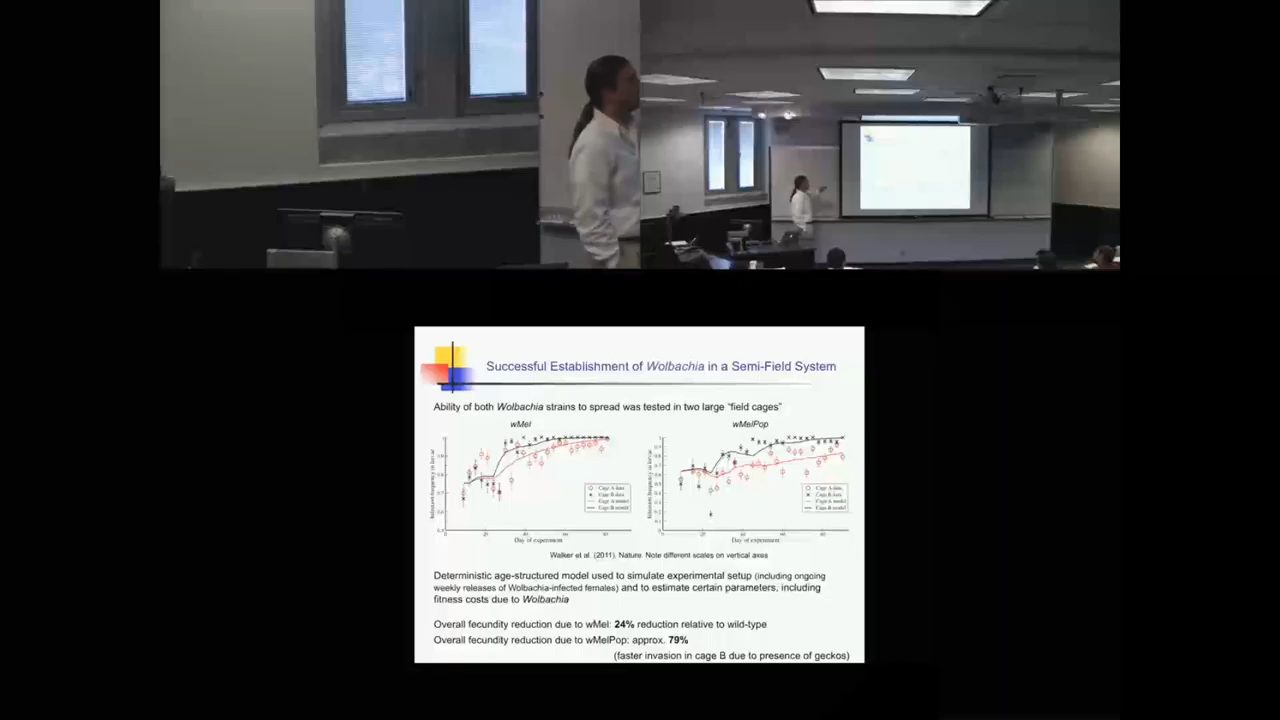 Successful Establishment of Wolbachia in a Semi-Field System
Ability of both Wolbachia strains to spread was tested in two large "field cages"
wMel
wMelPop
Day of experiment
Cage A data
Cage B data
Cage A model
Cage B model
Day of experiment
Cage A data
Cage B data
Cage A model
Cage B model
Walker et al. (2011). Nature. Note different scales on vertical axes
Deterministic age-structured model used to simulate experimental setup (including ongoing
weekly releases of Wolbachia-infected females) and to estimate certain parameters, including
fitness costs due to Wolbachia
Overall fecundity reduction due to wMel: 24% reduction relative to wild-type
Overall fecundity reduction due to wMelPop: approx. 79%
(faster invasion in cage B due to presence of geckos)